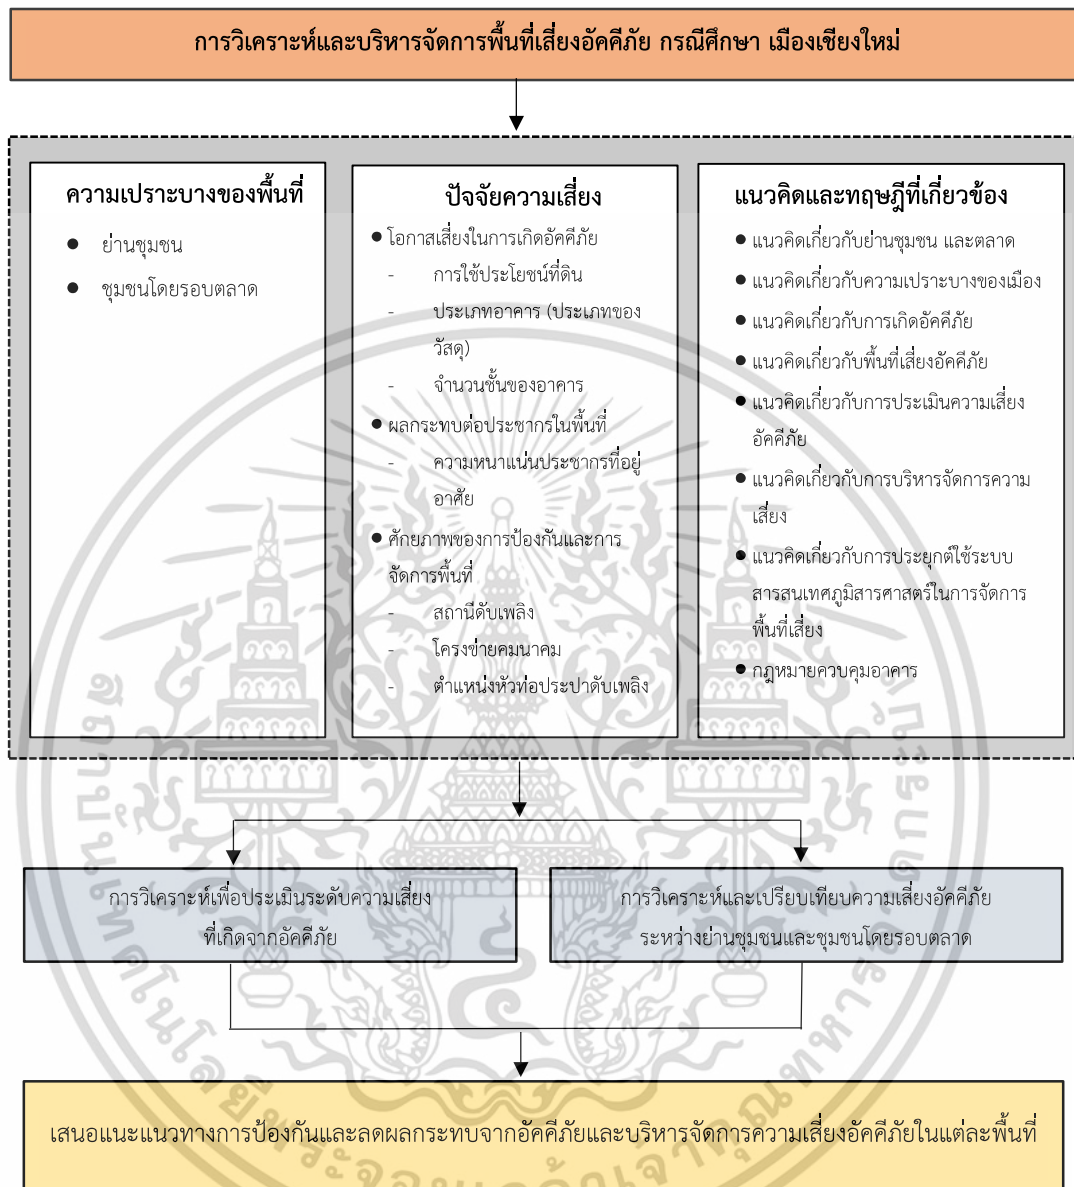 การวิเคราะห์และบริหารจัดการพื้นที่เสี่ยงอัคคีภัย กรณีศึกษา เมืองเชียงใหม่
ความเปราะบางของพื้นที่
● ย่านชุมชน
● ชุมชนโดยรอบตลาด
ปัจจัยความเสี่ยง
● โอกาสเสี่ยงในการเกิดอัคคีภัย
- การใช้ประโยชน์ที่ดิน
- ประเภทอาคาร (ประเภทของ
วัสดุ)
- จำนวนชั้นของอาคาร
● ผลกระทบต่อประชากรในพื้นที่
- ความหนาแน่นประชากรที่อยู่
อาศัย
● ศักยภาพของการป้องกันและการ
จัดการพื้นที่
- สถานีดับเพลิง
- โครงข่ายคมนาคม
- ตำแหน่งหัวท่อประปาดับเพลิง
แนวคิดและทฤษฎีที่เกี่ยวข้อง
● แนวคิดเกี่ยวกับย่านชุมชน และตลาด
● แนวคิดเกี่ยวกับความเปราะบางของเมือง
● แนวคิดเกี่ยวกับการเกิดอัคคีภัย
● แนวคิดเกี่ยวกับพื้นที่เสี่ยงอัคคีภัย
● แนวคิดเกี่ยวกับการประเมินความเสี่ยง
อัคคีภัย
● แนวคิดเกี่ยวกับการบริหารจัดการความ
เสี่ยง
● แนวคิดเกี่ยวกับการประยุกต์ใช้ระบบ
สารสนเทศภูมิสารศาสตร์ในการจัดการ
พื้นที่เสี่ยง
● กฎหมายควบคุมอาคาร
การวิเคราะห์เพื่อประเมินระดับความเสี่ยง
ที่เกิดจากอัคคีภัย
การวิเคราะห์และเปรียบเทียบความเสี่ยงอัคคีภัย
ระหว่างย่านชุมชนและชุมชนโดยรอบตลาด
เสนอแนะแนวทางการป้องกันและลดผลกระทบจากอัคคีภัยและบริหารจัดการความเสี่ยงอัคคีภัยในแต่ละพื้นที่